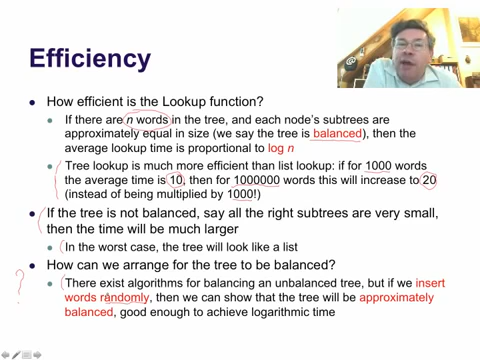 Efficiency
How efficient is the Lookup function?
If there are n words in the tree, and each node's subtrees are
approximately equal in size (we say the tree is balanced), then the
average lookup time is proportional to log n
Tree lookup is much more efficient than list lookup: if for 1000 words
the average time is 10, then for 1000000 words this will increase to 20
(instead of being multiplied by 1000!)
If the tree is not balanced, say all the right subtrees are very small,
then the time will be much larger
In the worst case, the tree will look like a list
How can we arrange for the tree to be balanced?
?
There exist algorithms for balancing an unbalanced tree, but if we insert
words randomly, then we can show that the tree will be approximately
balanced, good enough to achieve logarithmic time